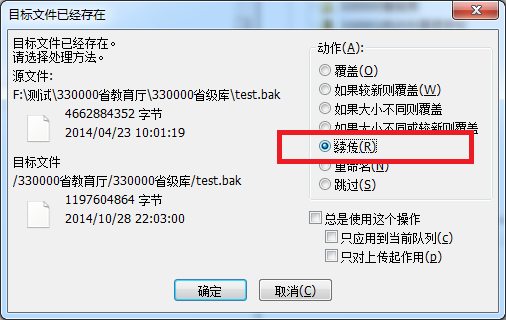 目标文件已经存在
目标文件已经存在。
请选择处理方法。
源文件:
F:\测试\330000省教育厅\330000省级库\test.bak
4662884352 字节
2014/04/23 10:01:19
目标文件
/330000省教育厅/330000省级库/test.bak
1197604864 字节
2014/10/28 22:03:00
动作(A):
覆盖(O)
如果较新则覆盖(W)
如果大小不同则覆盖
如果大小不同或较新则覆盖
续传(R)
重命名(N)
跳过(S)
总是使用这个操作
只应用到当前队列(c)
只对上传起作用(p)
确定
取消(C)